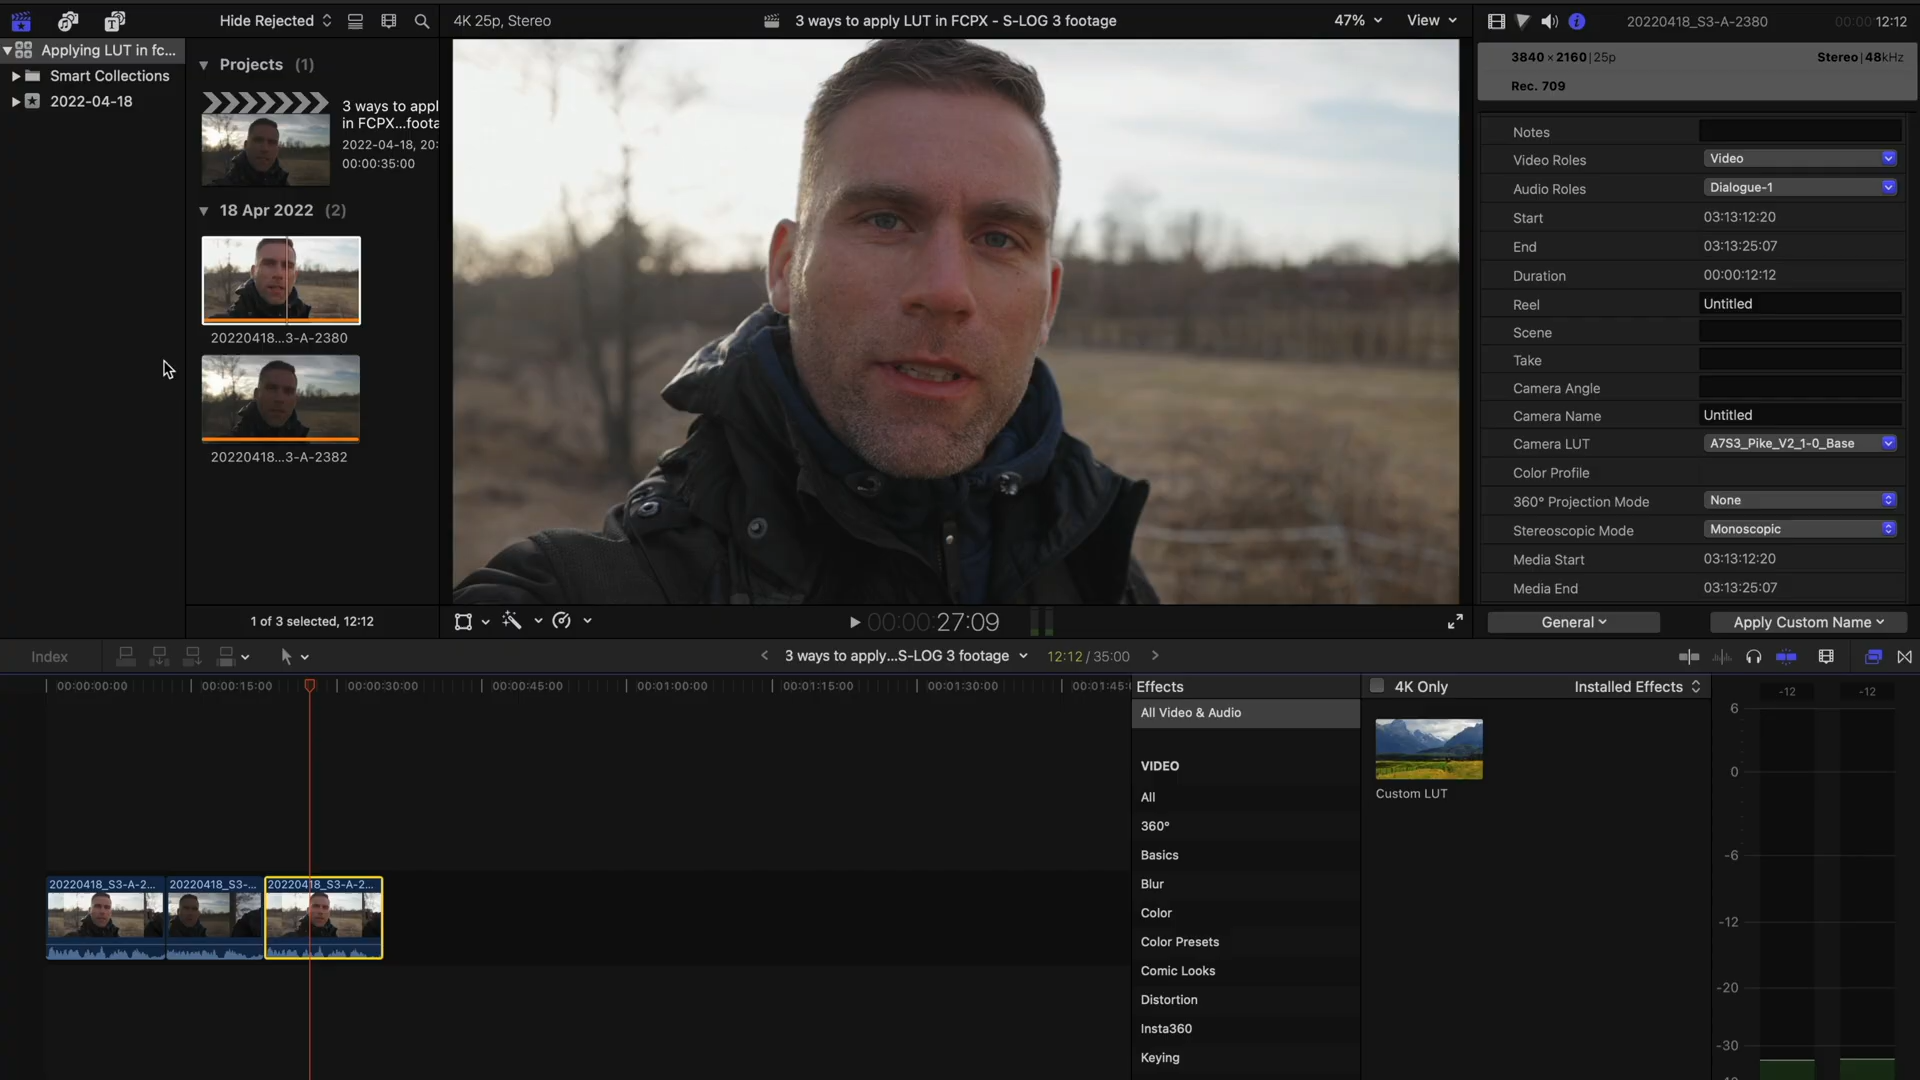 Hide Rejected
4K 25p, Stereo
3 ways to apply LUT in FCPX - S-LOG 3 footage
47%
View
20220418_S3-A-2380
00:00:12:12
Applying LUT in fc...
Smart Collections
2022-04-18
Projects (1)
3 ways to appl
in FCPX...foota
2022-04-18, 20:
00:00:35:00
18 Apr 2022 (2)
20220418...3-A-2380
20220418...3-A-2382
1 of 3 selected, 12:12
3840 × 2160 | 25p
Stereo | 48kHz
Rec. 709
Notes
Video Roles Video
Audio Roles Dialogue-1
Start 03:13:12:20
End 03:13:25:07
Duration 00:00:12:12
Reel Untitled
Scene
Take
Camera Angle
Camera Name Untitled
Camera LUT A7S3_Pike_V2_1-0_Base
Color Profile
360° Projection Mode None
Stereoscopic Mode Monoscopic
Media Start 03:13:12:20
Media End 03:13:25:07
General
Apply Custom Name
00:00:27:09
Index
3 ways to apply...S-LOG 3 footage
12:12 / 35:00
00:00:00:00
00:00:15:00
00:00:30:00
00:00:45:00
00:01:00:00
00:01:15:00
00:01:30:00
00:01:45:
20220418_S3-A-2...
20220418_S3-...
20220418_S3-A-2...
Effects
All Video & Audio
VIDEO
All
360°
Basics
Blur
Color
Color Presets
Comic Looks
Distortion
Insta360
Keying
4K Only
Installed Effects
Custom LUT
-12 -12
6
0
-6
-12
-20
-30